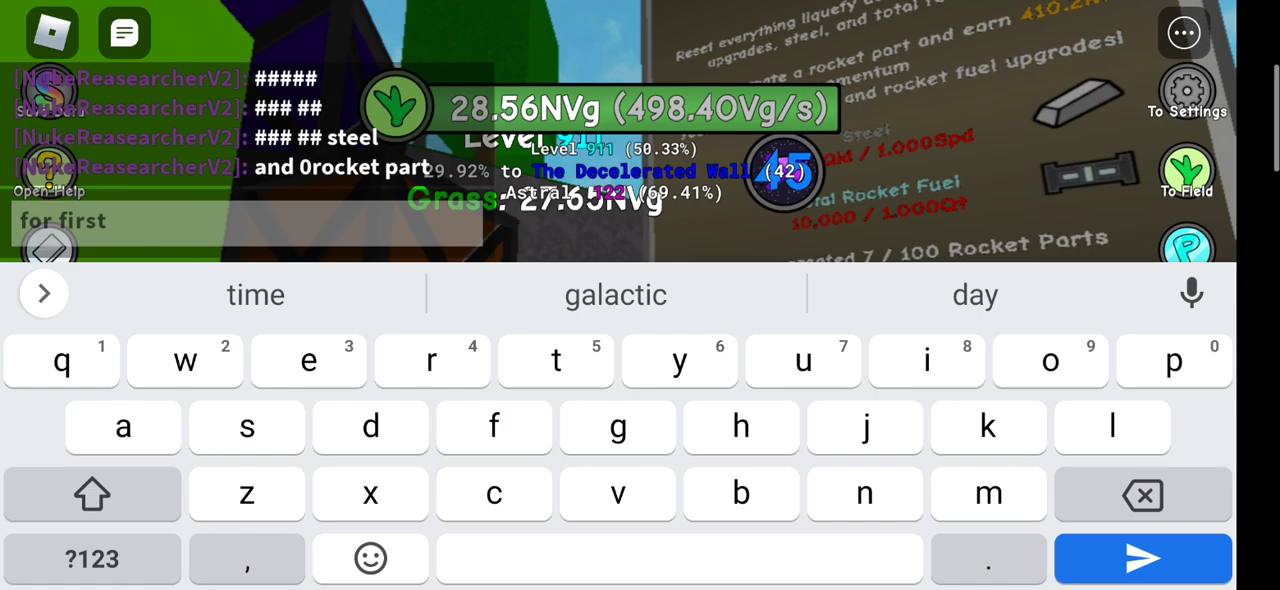 [NukeReasearcherV2]: #####
[NukeReasearcherV2]: ### ##
[NukeReasearcherV2]: ### ## steel
[NukeReasearcherV2]: and 0rocket part
for first
Open Help
28.56NVg (498.40Vg/s)
Level 911
Level 911 (50.33%)
29.92% to The Decelerated Wall (42)
Astral 122 (69.41%)
Grass: 27.65NVg
45
Reset everything liquefy
upgrades, steel, and total
a rocket part and earn 410.2
momentum
and rocket fuel upgrades!
Steel
/ 1.000Spd
Rocket Fuel
10,000 / 1.000Qt
7 / 100 Rocket Parts
To Settings
To Field
P
time galactic day
q 1 w 2 e 3 r 4 t 5 y 6 u 7 i 8 o 9 p 0
a s d f g h j k l
z x c v b n m
?123 , .